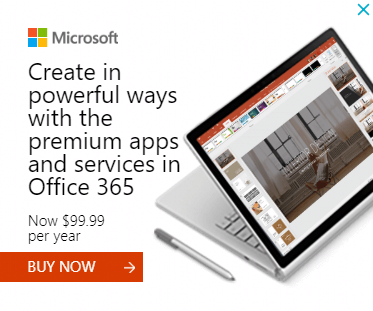 Microsoft
Create in
powerful ways
with the
premium apps
and services in
Office 365
Now $99.99
per year
BUY NOW